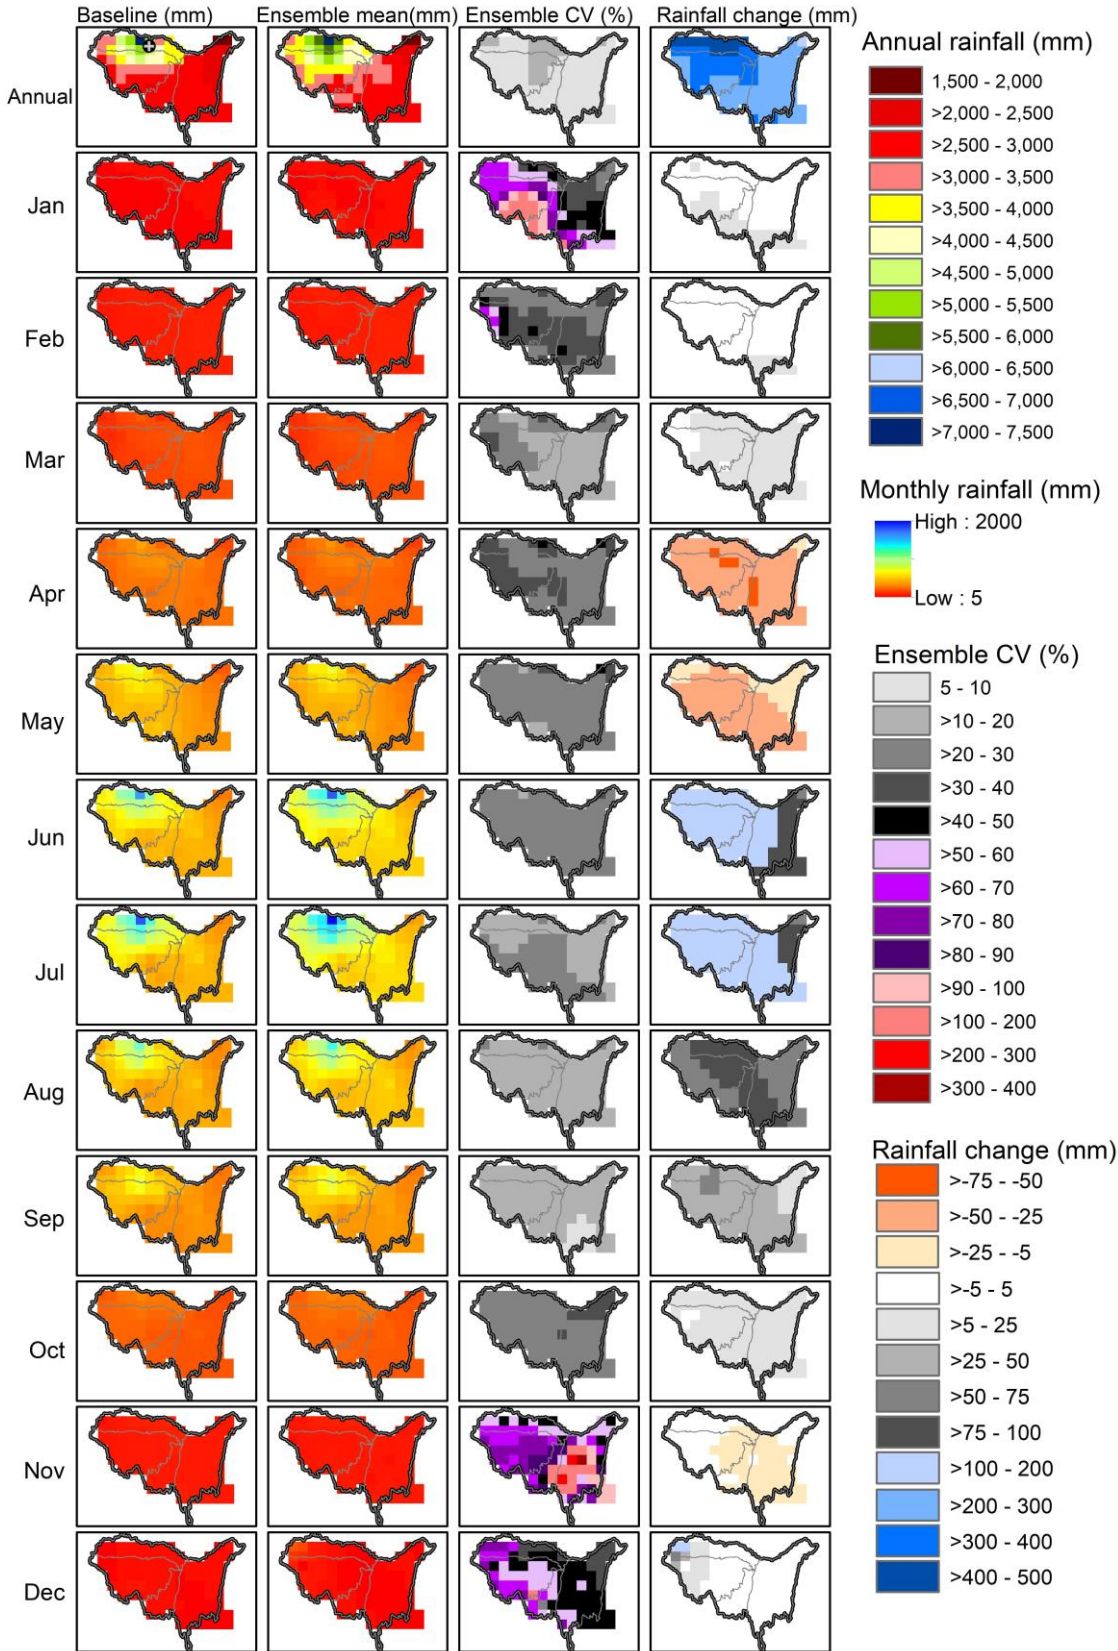 Baseline (mm)
Ensemble mean(mm)
Ensemble CV (%)
Rainfall change (mm)
Annual
Jan
Feb
Mar
Apr
May
Jun
Jul
Aug
Sep
Oct
Nov
Dec
Annual rainfall (mm)
1,500 - 2,000
>2,000 - 2,500
>2,500 - 3,000
>3,000 - 3,500
>3,500 - 4,000
>4,000 - 4,500
>4,500 - 5,000
>5,000 - 5,500
>5,500 - 6,000
>6,000 - 6,500
>6,500 - 7,000
>7,000 - 7,500
Monthly rainfall (mm)
High : 2000
Low : 5
Ensemble CV (%)
5 - 10
>10 - 20
>20 - 30
>30 - 40
>40 - 50
>50 - 60
>60 - 70
>70 - 80
>80 - 90
>90 - 100
>100 - 200
>200 - 300
>300 - 400
Rainfall change (mm)
>-75 - -50
>-50 - -25
>-25 - -5
>-5 - 5
>5 - 25
>25 - 50
>50 - 75
>75 - 100
>100 - 200
>200 - 300
>300 - 400
>400 - 500